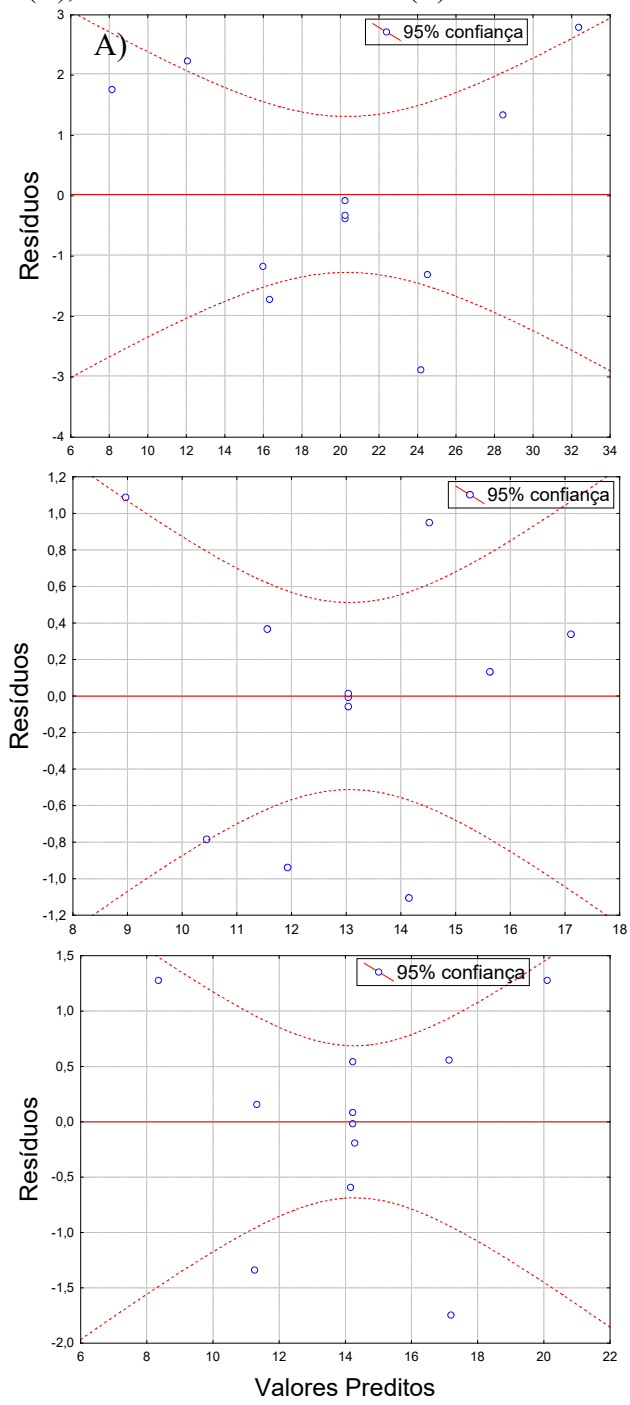 A)
95% confiança
Resíduos
3
2
1
0
-1
-2
-3
-4
6 8 10 12 14 16 18 20 22 24 26 28 30 32 34
95% confiança
Resíduos
1,2
1,0
0,8
0,6
0,4
0,2
0,0
-0,2
-0,4
-0,6
-0,8
-1,0
-1,2
8 9 10 11 12 13 14 15 16 17 18
95% confiança
Resíduos
1,5
1,0
0,5
0,0
-0,5
-1,0
-1,5
-2,0
6 8 10 12 14 16 18 20 22
Valores Preditos